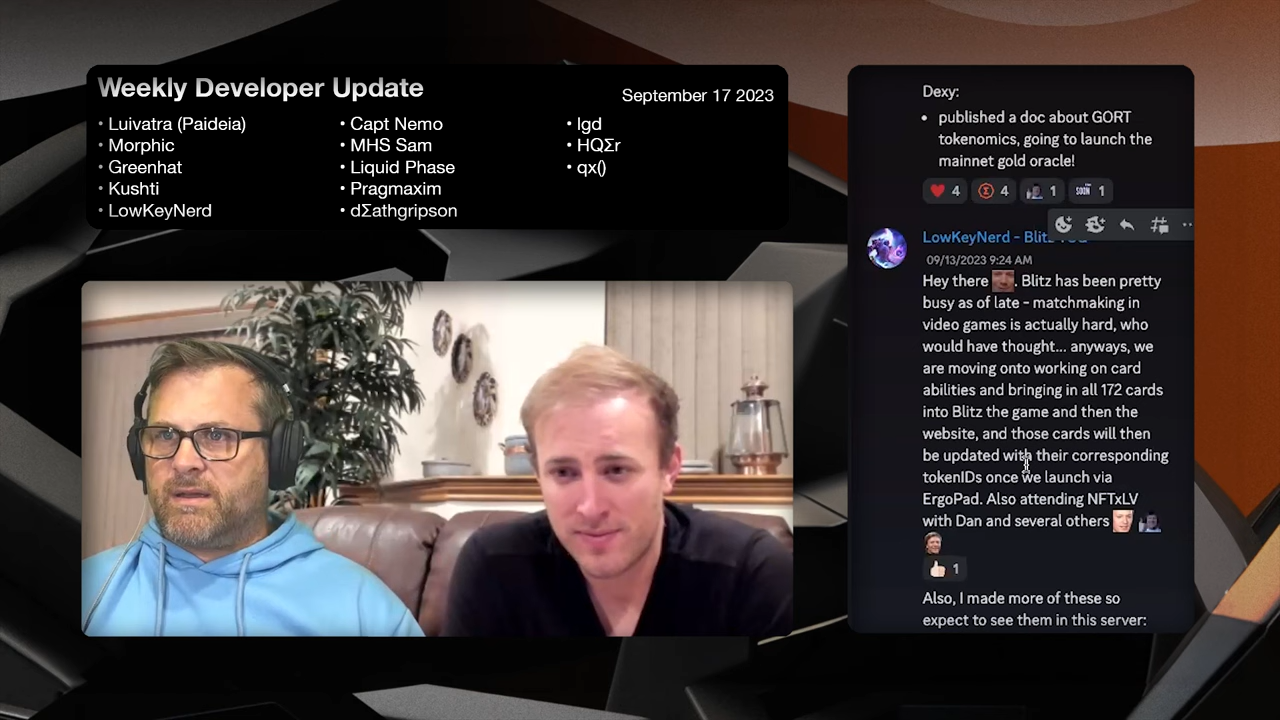 Weekly Developer Update
September 17 2023
• Luivatra (Paideia)
• Morphic
• Greenhat
• Kushti
• LowKeyNerd
• Capt Nemo
• MHS Sam
• Liquid Phase
• Pragmaxim
• dΣathgripson
• lgd
• HQΣr
• qx()
Dexy:
• published a doc about GORT
tokenomics, going to launch the
mainnet gold oracle!
4 4 1 SOON 1
LowKeyNerd - Blitz
09/13/2023 9:24 AM
Hey there . Blitz has been pretty
busy as of late - matchmaking in
video games is actually hard, who
would have thought... anyways, we
are moving onto working on card
abilities and bringing in all 172 cards
into Blitz the game and then the
website, and those cards will then
be updated with their corresponding
tokenIDs once we launch via
ErgoPad. Also attending NFTxLV
with Dan and several others
1
Also, I made more of these so
expect to see them in this server: